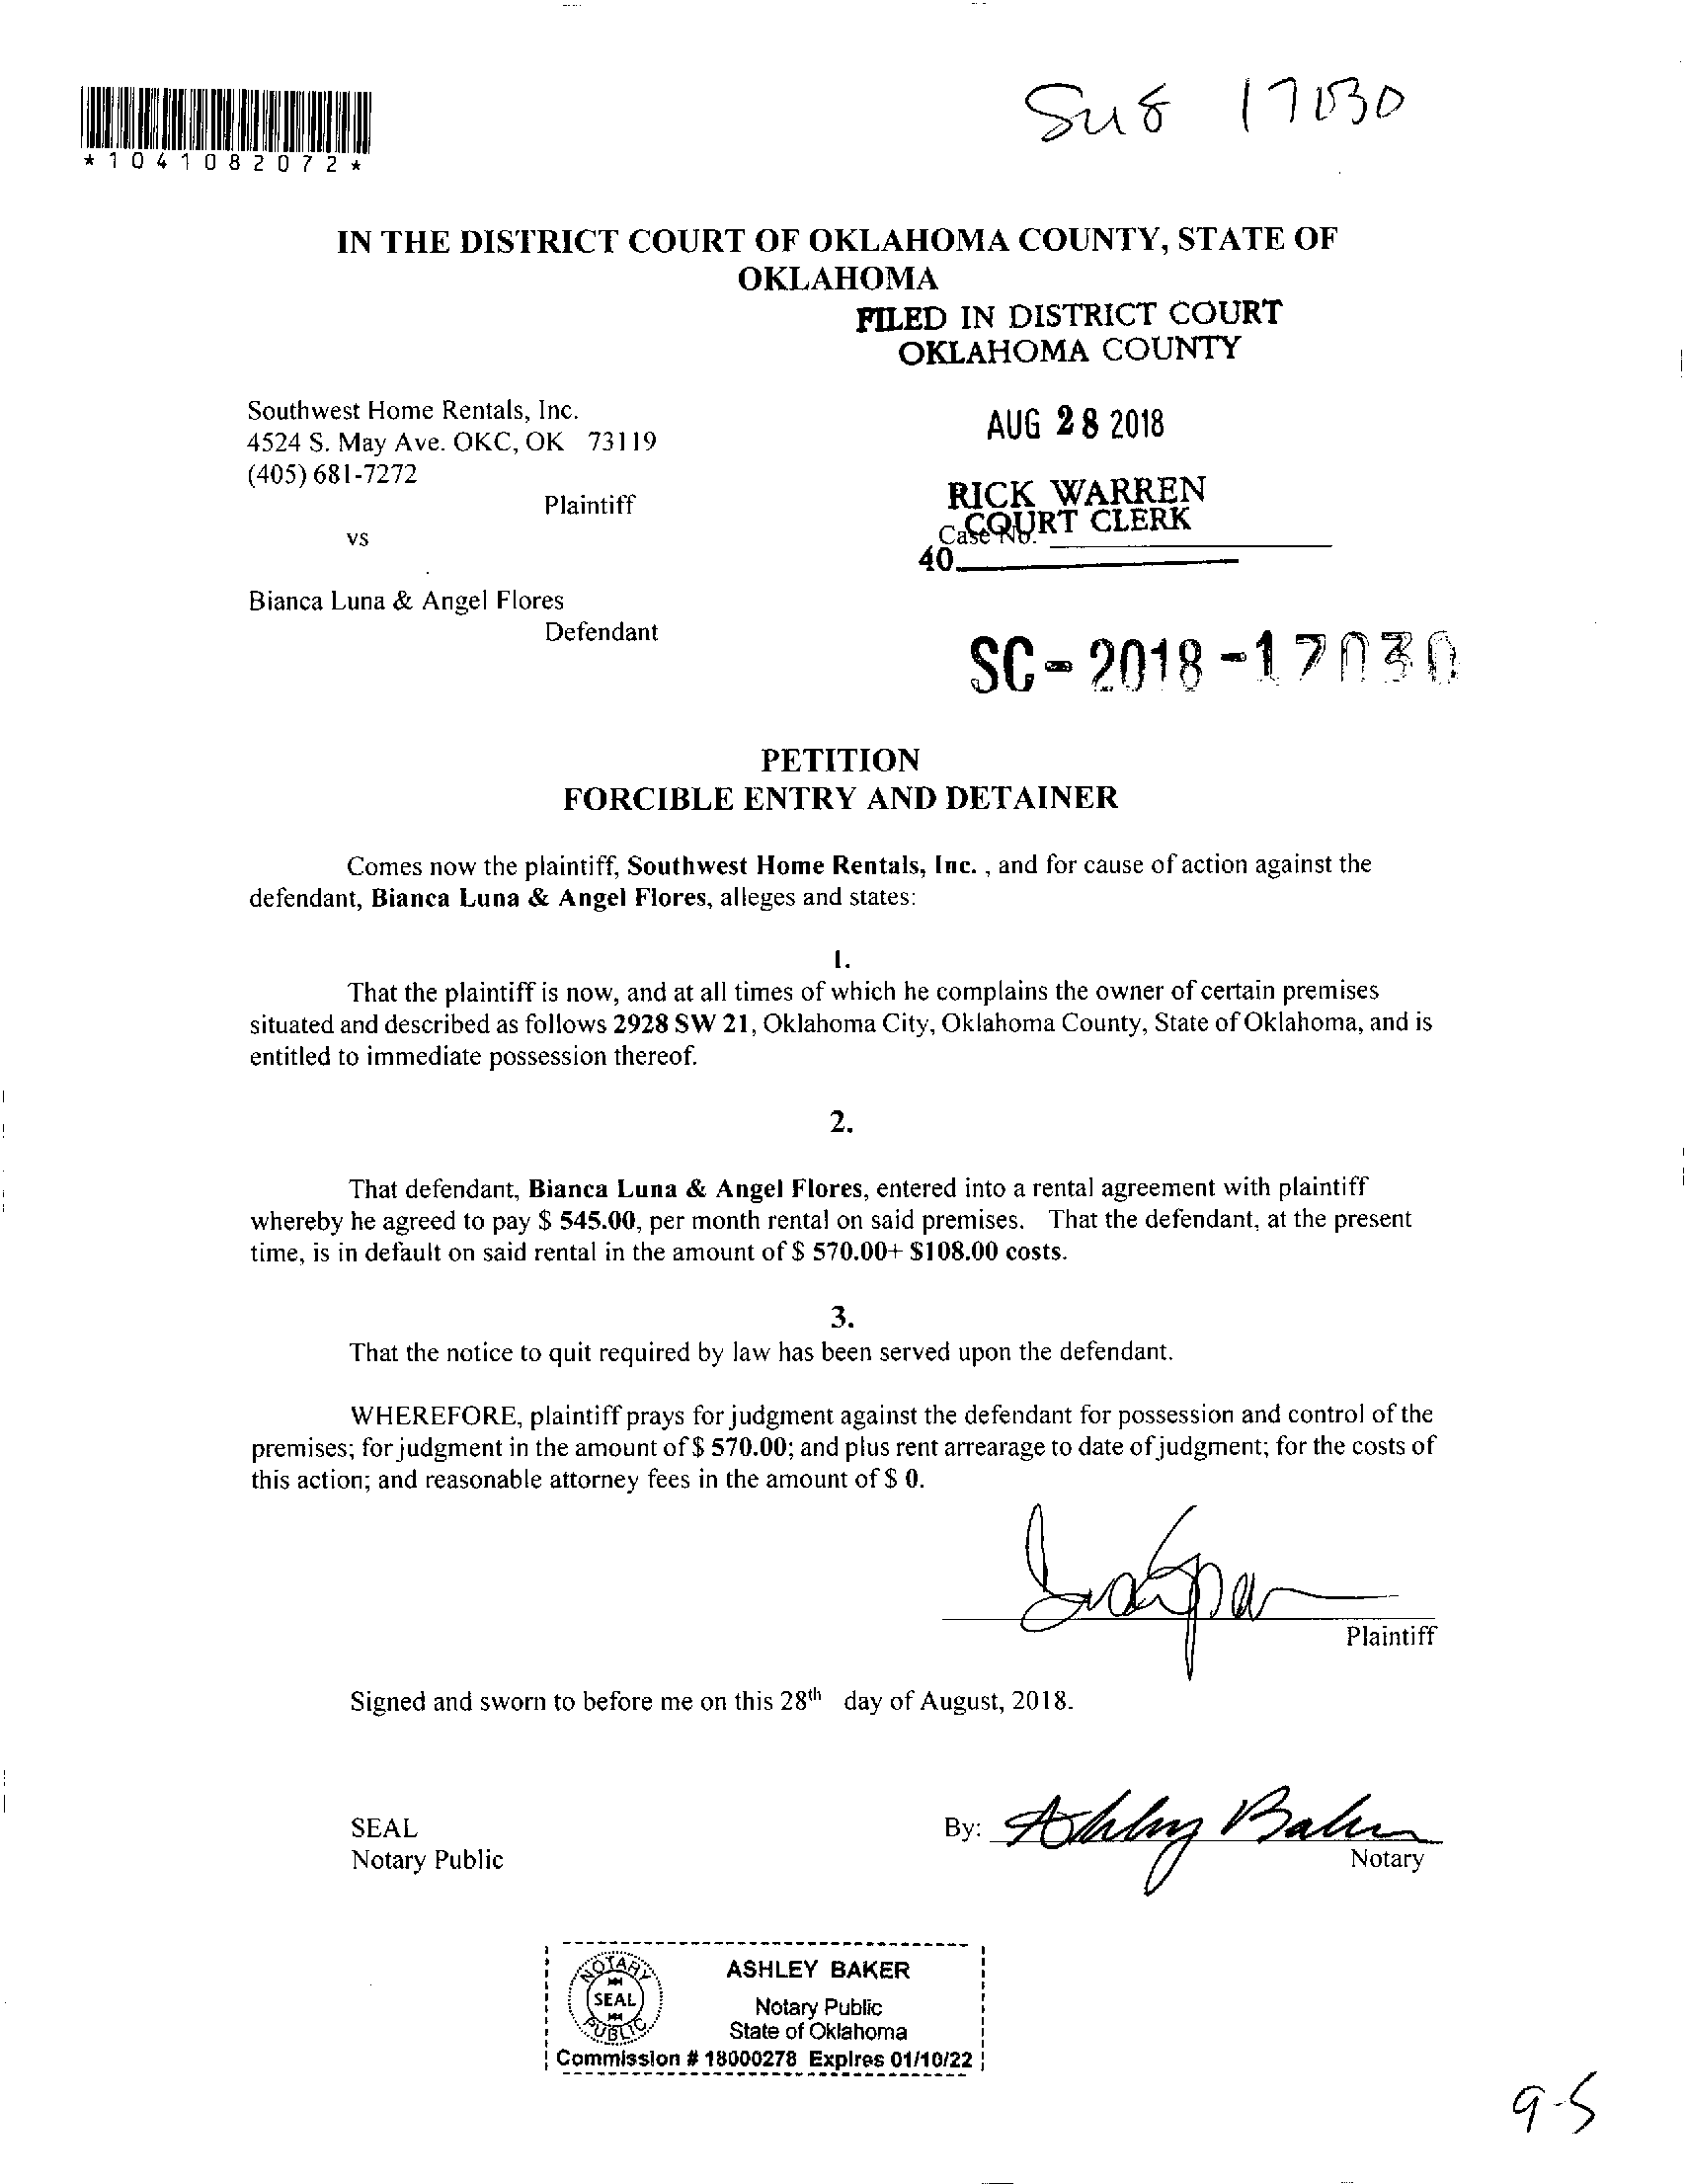 *1041082072*
17030
IN THE DISTRICT COURT OF OKLAHOMA COUNTY, STATE OF
OKLAHOMA
FILED IN DISTRICT COURT
OKLAHOMA COUNTY
Southwest Home Rentals, Inc.
4524 S. May Ave. OKC, OK 73119
(405) 681-7272
Plaintiff
vs
AUG 28 2018
RICK WARREN
COURT CLERK
Case No.
40
Bianca Luna & Angel Flores
Defendant
SC-2018-17030
PETITION
FORCIBLE ENTRY AND DETAINER
Comes now the plaintiff, Southwest Home Rentals, Inc. , and for cause of action against the
defendant, Bianca Luna & Angel Flores, alleges and states:
1.
That the plaintiff is now, and at all times of which he complains the owner of certain premises
situated and described as follows 2928 SW 21, Oklahoma City, Oklahoma County, State of Oklahoma, and is
entitled to immediate possession thereof.
2.
That defendant, Bianca Luna & Angel Flores, entered into a rental agreement with plaintiff
whereby he agreed to pay $ 545.00, per month rental on said premises. That the defendant, at the present
time, is in default on said rental in the amount of $ 570.00+ $108.00 costs.
3.
That the notice to quit required by law has been served upon the defendant.
WHEREFORE, plaintiff prays for judgment against the defendant for possession and control of the
premises; for judgment in the amount of $ 570.00; and plus rent arrearage to date of judgment; for the costs of
this action; and reasonable attorney fees in the amount of $ 0.
Plaintiff
Signed and sworn to before me on this 28th day of August, 2018.
SEAL
Notary Public
By: Ashley Baker
Notary
NOTARY
SEAL
PUBLIC
ASHLEY BAKER
Notary Public
State of Oklahoma
Commission # 18000278 Expires 01/10/22
9-5